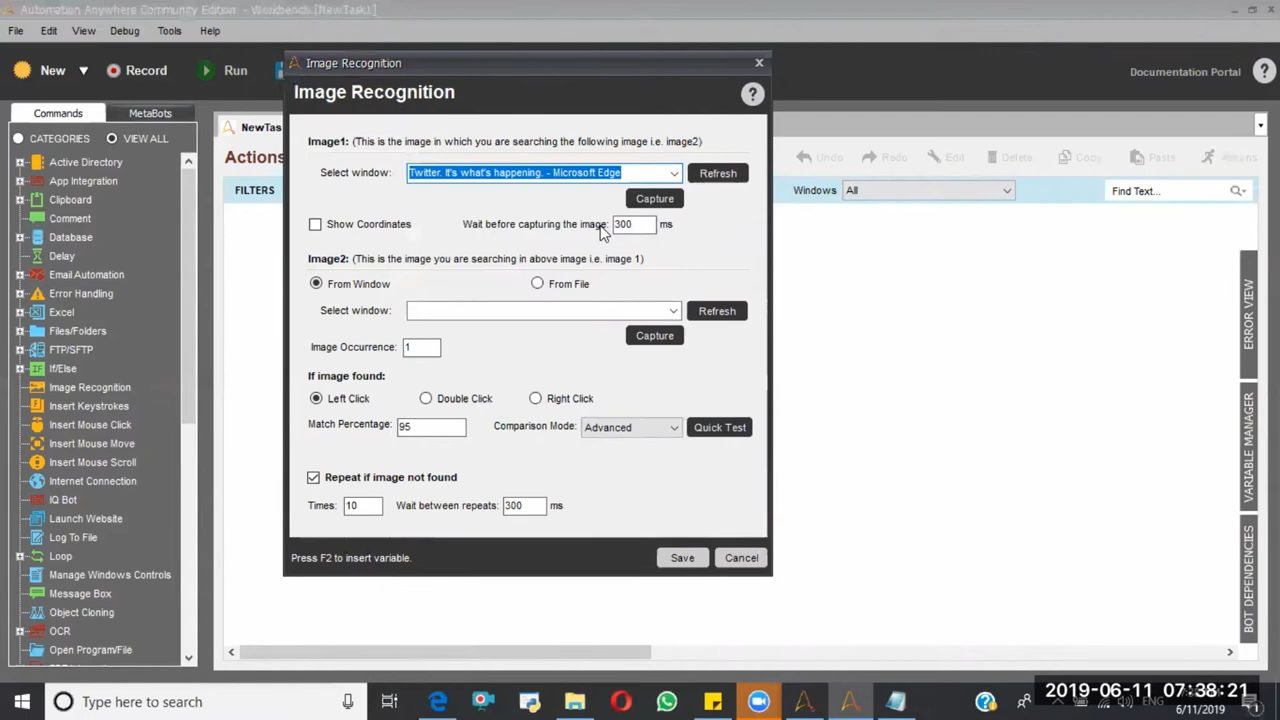 Automation Anywhere Community Edition - Workbench [NewTask1]
File Edit View Debug Tools Help
New Record Run Documentation Portal ?
Commands MetaBots
CATEGORIES VIEW ALL
Active Directory
App Integration
Clipboard
Comment
Database
Delay
Email Automation
Error Handling
Excel
Files/Folders
FTP/SFTP
If/Else
Image Recognition
Insert Keystrokes
Insert Mouse Click
Insert Mouse Move
Insert Mouse Scroll
Internet Connection
IQ Bot
Launch Website
Log To File
Loop
Manage Windows Controls
Message Box
Object Cloning
OCR
Open Program/File
NewTas
Actions
Undo Redo Edit Delete Copy Paste
FILTERS
Windows All Find Text...
Image Recognition
Image Recognition ?
Image1: (This is the image in which you are searching the following image i.e. image2)
Select window: Twitter. It's what's happening. - Microsoft Edge Refresh
Capture
Show Coordinates Wait before capturing the image: 300 ms
Image2: (This is the image you are searching in above image i.e. image 1)
From Window From File
Select window: Refresh
Capture
Image Occurrence: 1
If image found:
Left Click Double Click Right Click
Match Percentage: 95 Comparison Mode: Advanced Quick Test
Repeat if image not found
Times: 10 Wait between repeats: 300 ms
Press F2 to insert variable. Save Cancel
ERROR VIEW
VARIABLE MANAGER
BOT DEPENDENCIES
Type here to search
2019-06-11 07:38:21
6/11/2019